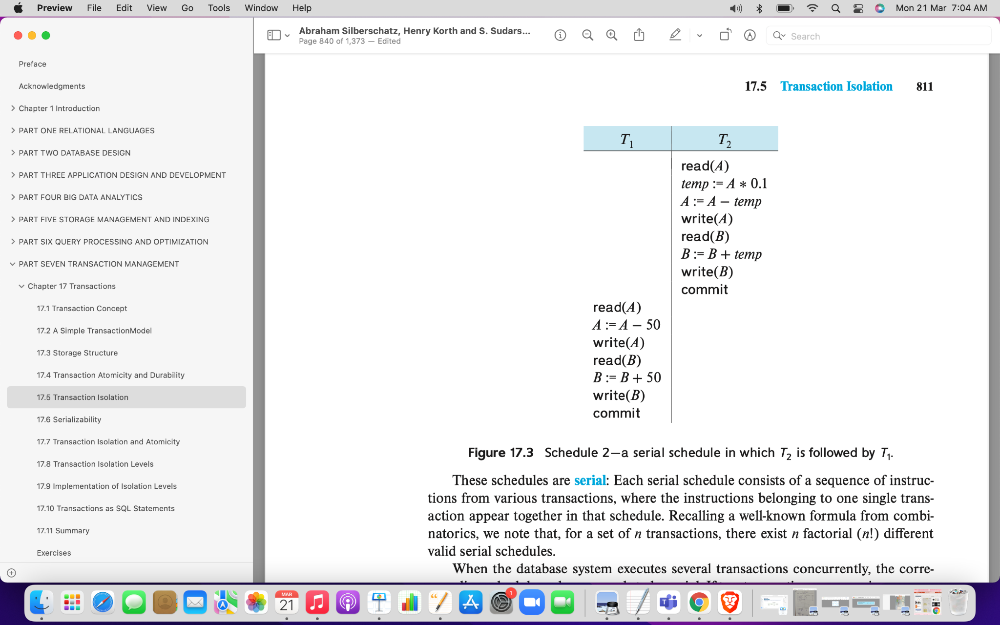 Preview File Edit View Go Tools Window Help Mon 21 Mar 7:04 AM
Abraham Silberschatz, Henry Korth and S. Sudars...
Page 840 of 1,373 — Edited
Search
Preface
Acknowledgments
Chapter 1 Introduction
PART ONE RELATIONAL LANGUAGES
PART TWO DATABASE DESIGN
PART THREE APPLICATION DESIGN AND DEVELOPMENT
PART FOUR BIG DATA ANALYTICS
PART FIVE STORAGE MANAGEMENT AND INDEXING
PART SIX QUERY PROCESSING AND OPTIMIZATION
PART SEVEN TRANSACTION MANAGEMENT
Chapter 17 Transactions
17.1 Transaction Concept
17.2 A Simple TransactionModel
17.3 Storage Structure
17.4 Transaction Atomicity and Durability
17.5 Transaction Isolation
17.6 Serializability
17.7 Transaction Isolation and Atomicity
17.8 Transaction Isolation Levels
17.9 Implementation of Isolation Levels
17.10 Transactions as SQL Statements
17.11 Summary
Exercises
17.5 Transaction Isolation 811
T1 T2
read(A)
temp := A * 0.1
A := A − temp
write(A)
read(B)
B := B + temp
write(B)
commit
read(A)
A := A − 50
write(A)
read(B)
B := B + 50
write(B)
commit
Figure 17.3 Schedule 2—a serial schedule in which T2 is followed by T1.
These schedules are serial: Each serial schedule consists of a sequence of instruc-
tions from various transactions, where the instructions belonging to one single trans-
action appear together in that schedule. Recalling a well-known formula from combi-
natorics, we note that, for a set of n transactions, there exist n factorial (n!) different
valid serial schedules.
When the database system executes several transactions concurrently, the corre-
MAR
21
1